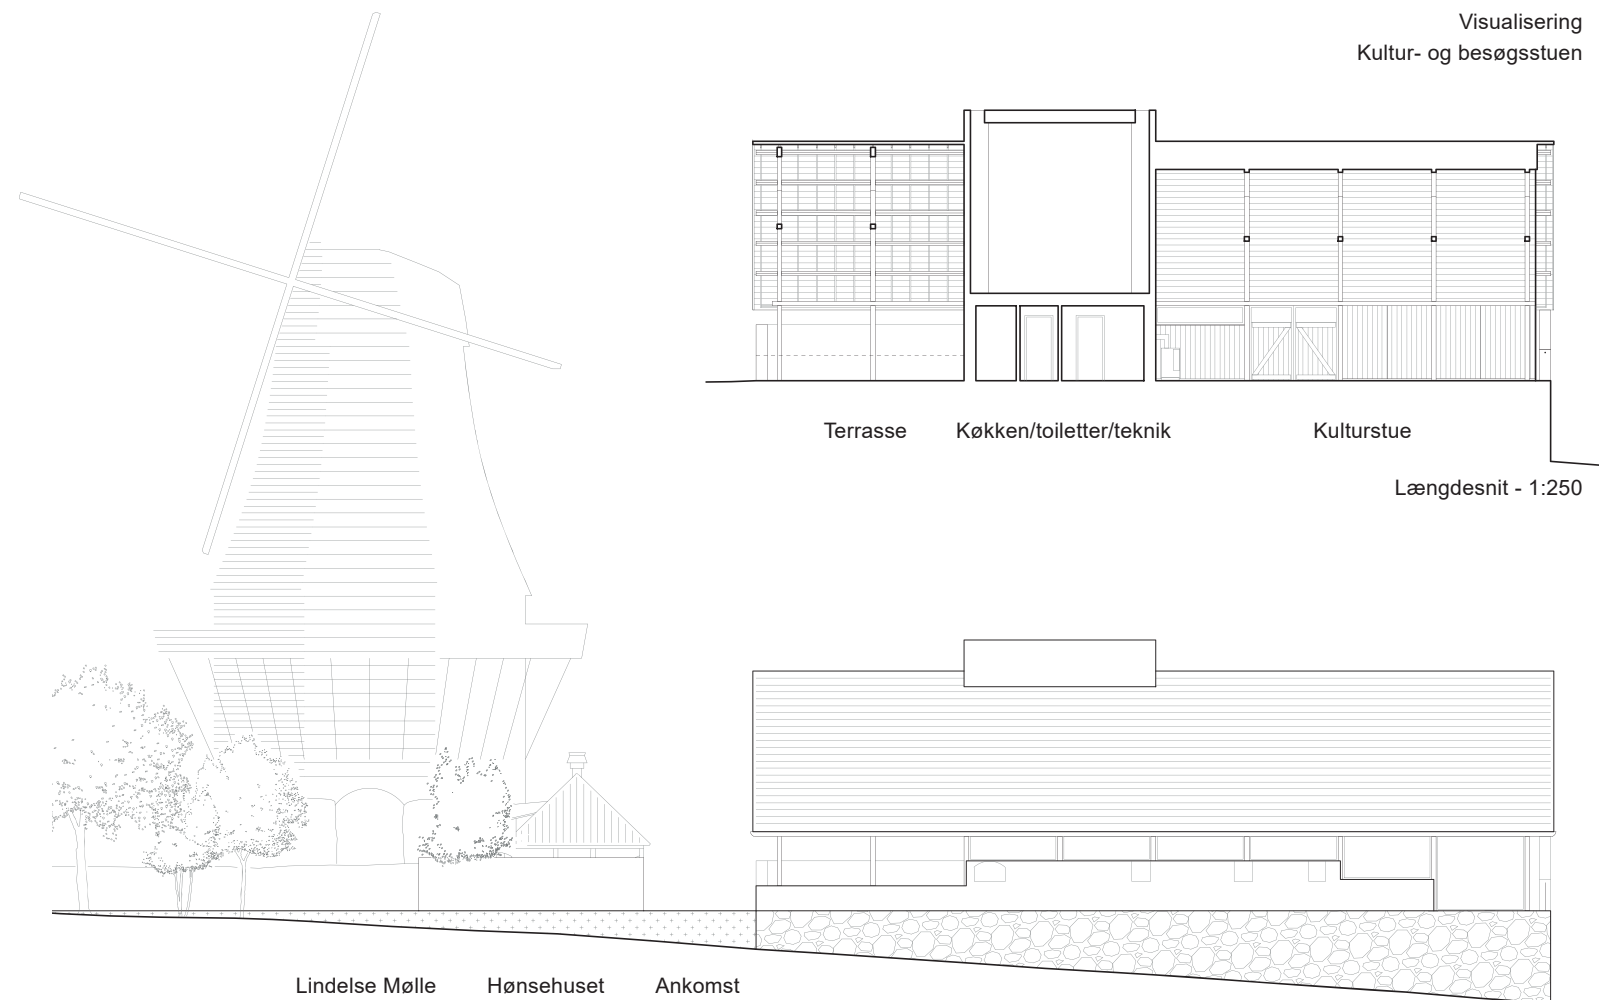 Visualisering
Kultur- og besøgsstuen
Terrasse Køkken/toiletter/teknik Kulturstue
Længdesnit - 1:250
Lindelse Mølle Hønsehuset Ankomst